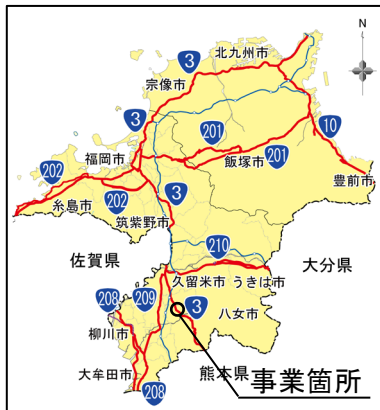 N
北九州市
3
宗像市
3
10
201
福岡市
202
飯塚市
201
豊前市
糸島市
202
3
筑紫野市
210
佐賀県
大分県
久留米市
うきは市
208
209
3
八女市
柳川市
大牟田市
熊本県
208
事業箇所